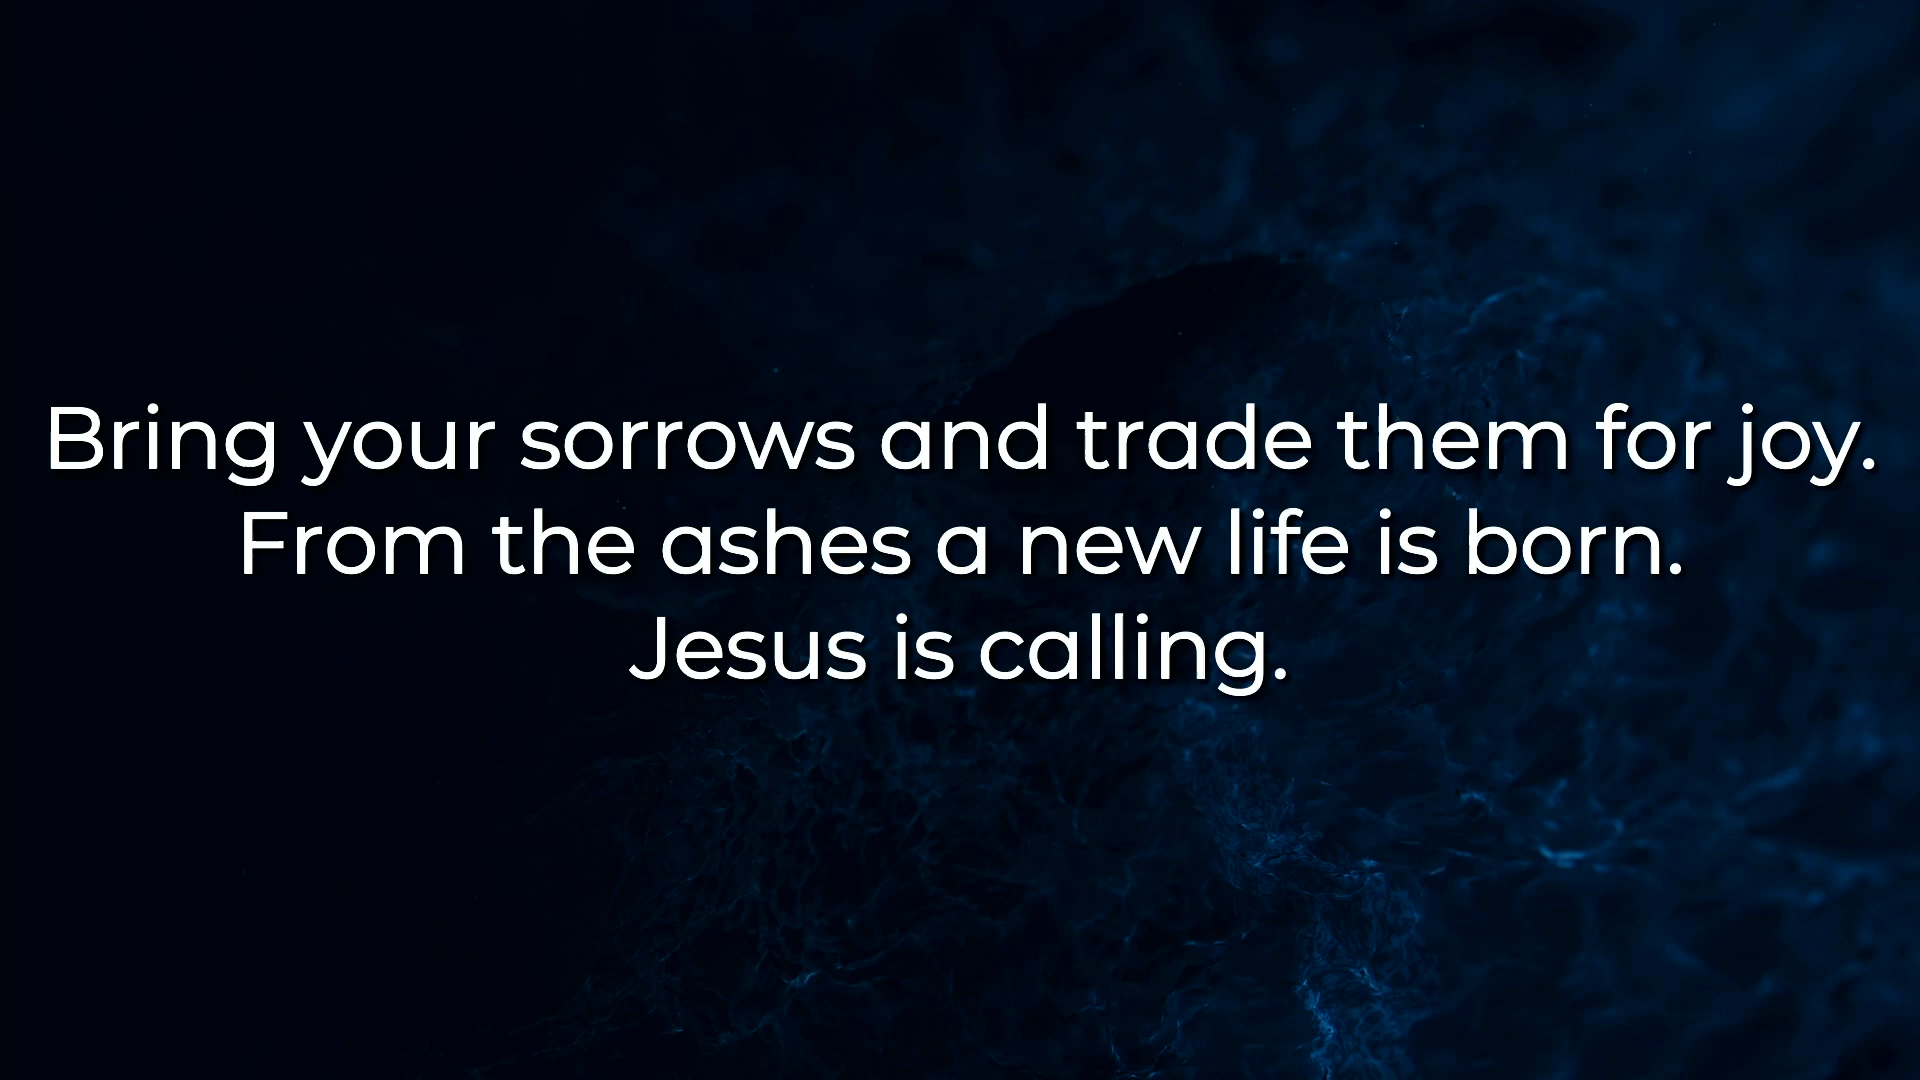 Bring your sorrows and trade them for joy.
From the ashes a new life is born.
Jesus is calling.